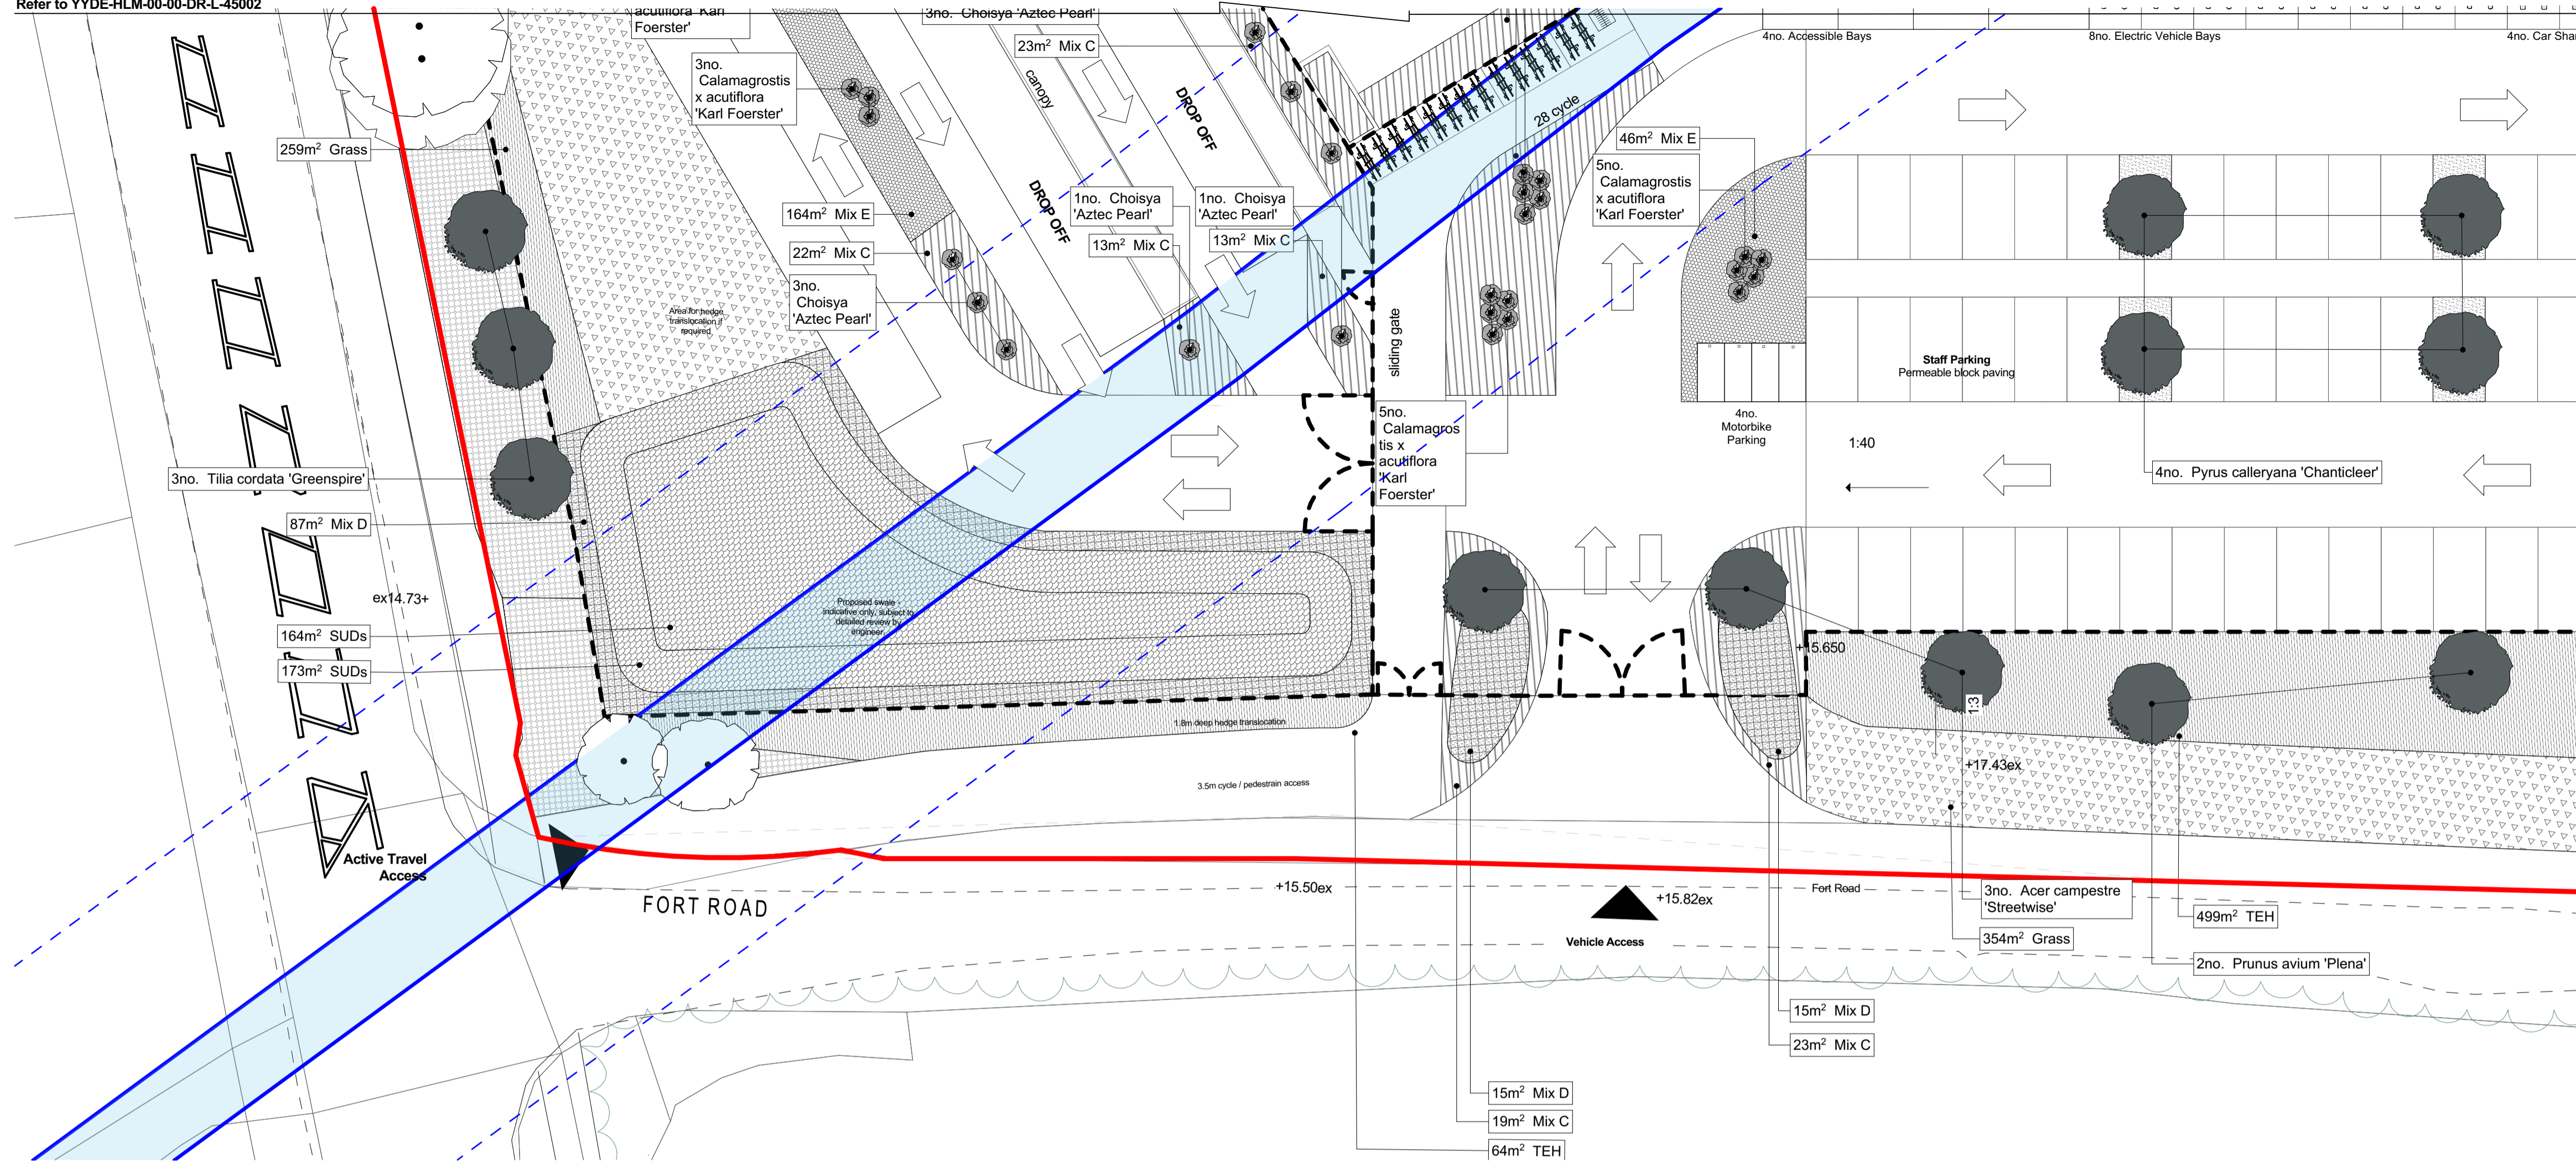 Refer to YYDE-HLM-00-00-DR-L-45002
acutiflora 'Karl
Foerster'
3no. Choisya 'Aztec Pearl'
23m² Mix C
4no. Accessible Bays
8no. Electric Vehicle Bays
4no. Car Sha
3no.
Calamagrostis
x acutiflora
'Karl Foerster'
canopy
DROP OFF
28 cycle
259m² Grass
46m² Mix E
5no.
Calamagrostis
x acutiflora
'Karl Foerster'
164m² Mix E
DROP OFF
1no. Choisya
'Aztec Pearl'
1no. Choisya
'Aztec Pearl'
13m² Mix C
13m² Mix C
22m² Mix C
3no.
Choisya
'Aztec Pearl'
Area for hedge
translocation if
required
sliding gate
Staff Parking
Permeable block paving
4no.
Motorbike
Parking
1:40
5no.
Calamagros
tis x
acutiflora
'Karl
Foerster'
4no. Pyrus calleryana 'Chanticleer'
3no. Tilia cordata 'Greenspire'
87m² Mix D
ex14.73+
Proposed swale
indicative only, subject to
detailed review by
engineer
164m² SUDs
173m² SUDs
+15.650
1:3
1.8m deep hedge translocation
+17.43ex
3.5m cycle / pedestrain access
Active Travel
Access
FORT ROAD
+15.50ex
+15.82ex
Fort Road
Vehicle Access
3no. Acer campestre
'Streetwise'
499m² TEH
354m² Grass
2no. Prunus avium 'Plena'
15m² Mix D
23m² Mix C
15m² Mix D
19m² Mix C
64m² TEH